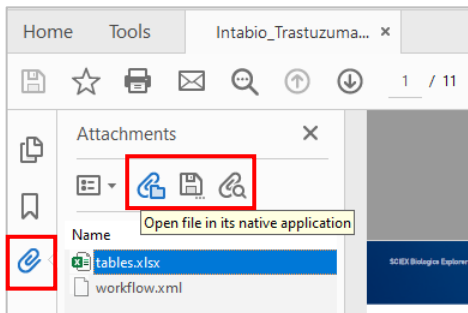 Home Tools Intabio_Trastuzuma... ×
1 / 11
Attachments
Open file in its native application
Name
tables.xlsx
workflow.xml
SCIEX Biologics Explorer